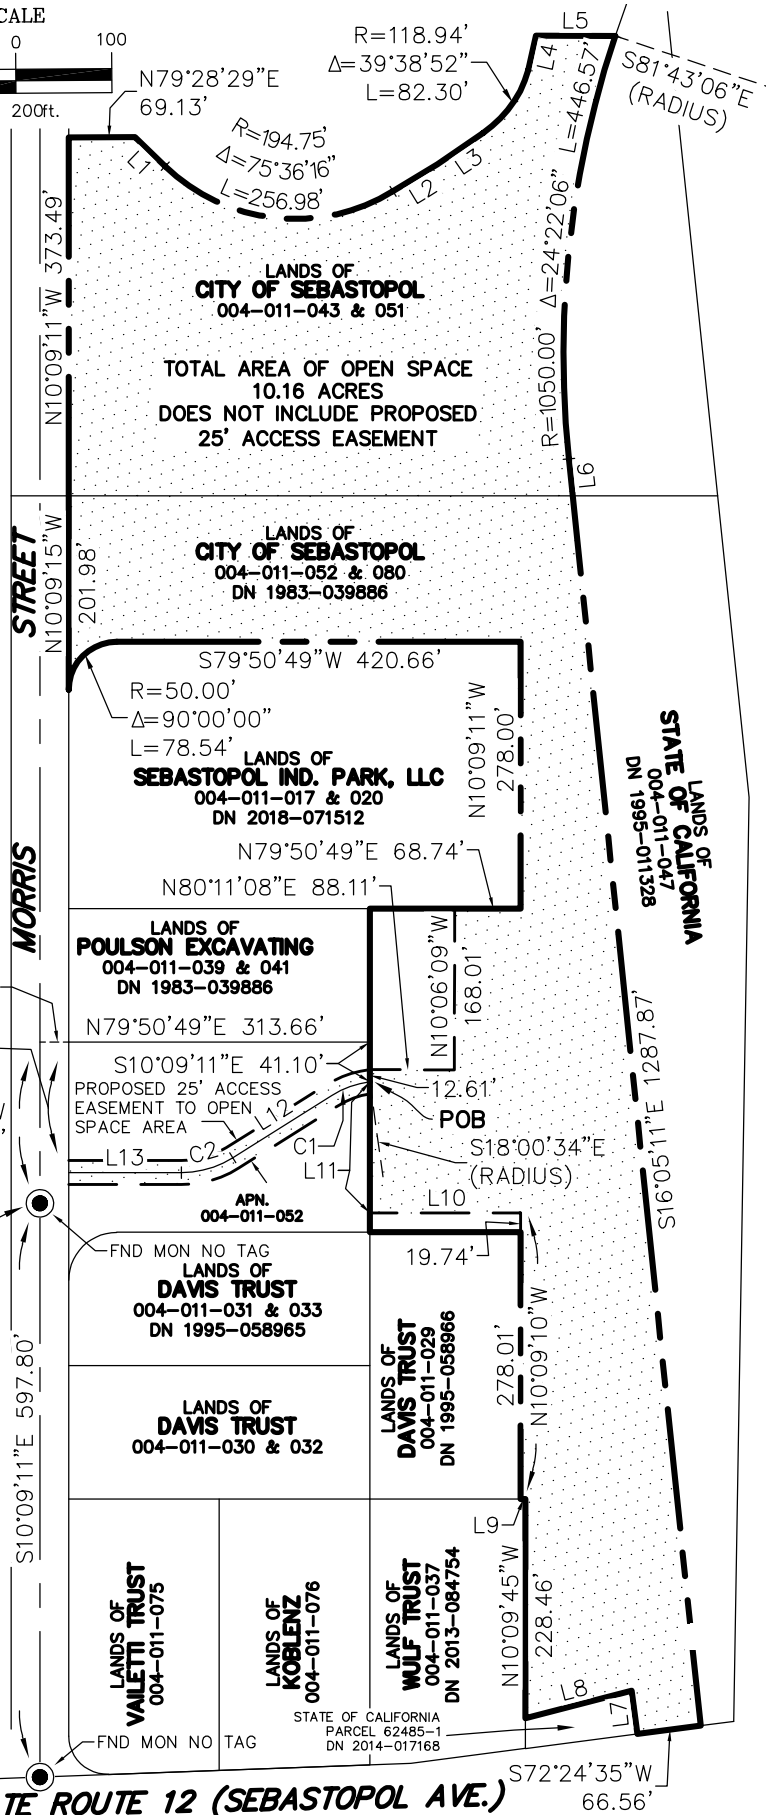 CALE
0
100
200ft.
N79°28'29"E
69.13'
R=118.94'
Δ=39°38'52"
L=82.30'
L5
L4
S81°43'06"E
(RADIUS)
L=446.57'
Δ=24°22'06"
R=1050.00'
R=194.75'
Δ=75°36'16"
L=256.98'
L1
L2
L3
N10°09'11"W 373.49'
LANDS OF
CITY OF SEBASTOPOL
004-011-043 & 051
TOTAL AREA OF OPEN SPACE
10.16 ACRES
DOES NOT INCLUDE PROPOSED
25' ACCESS EASEMENT
L6
STREET
N10°09'15"W
201.98'
LANDS OF
CITY OF SEBASTOPOL
004-011-052 & 080
DN 1983-039886
S79°50'49"W 420.66'
R=50.00'
Δ=90°00'00"
L=78.54'
LANDS OF
SEBASTOPOL IND. PARK, LLC
004-011-017 & 020
DN 2018-071512
N10°09'11"W
278.00'
LANDS OF
STATE OF CALIFORNIA
004-011-047
DN 1995-011328
N79°50'49"E 68.74'
N80°11'08"E 88.11'
MORRIS
LANDS OF
POULSON EXCAVATING
004-011-039 & 041
DN 1983-039886
N10°06'09"W
168.01'
N79°50'49"E 313.66'
S10°09'11"E 41.10'
PROPOSED 25' ACCESS
EASEMENT TO OPEN
SPACE AREA
L12
12.61'
POB
C1
L11
C2
L13
S18°00'34"E
(RADIUS)
S16°05'11"E 1287.87'
APN.
004-011-052
L10
19.74'
FND MON NO TAG
LANDS OF
DAVIS TRUST
004-011-031 & 033
DN 1995-058965
LANDS OF
DAVIS TRUST
004-011-029
DN 1995-058966
278.01'
N10°09'10"W
S10°09'11"E 597.80'
LANDS OF
DAVIS TRUST
004-011-030 & 032
L9
LANDS OF
VAILETTI TRUST
004-011-075
LANDS OF
KOBLENZ
004-011-076
LANDS OF
WULF TRUST
004-011-037
DN 2013-084754
N10°09'45"W
228.46'
L8
L7
STATE OF CALIFORNIA
PARCEL 62485-1
DN 2014-017168
FND MON NO TAG
S72°24'35"W
66.56'
TE ROUTE 12 (SEBASTOPOL AVE.)